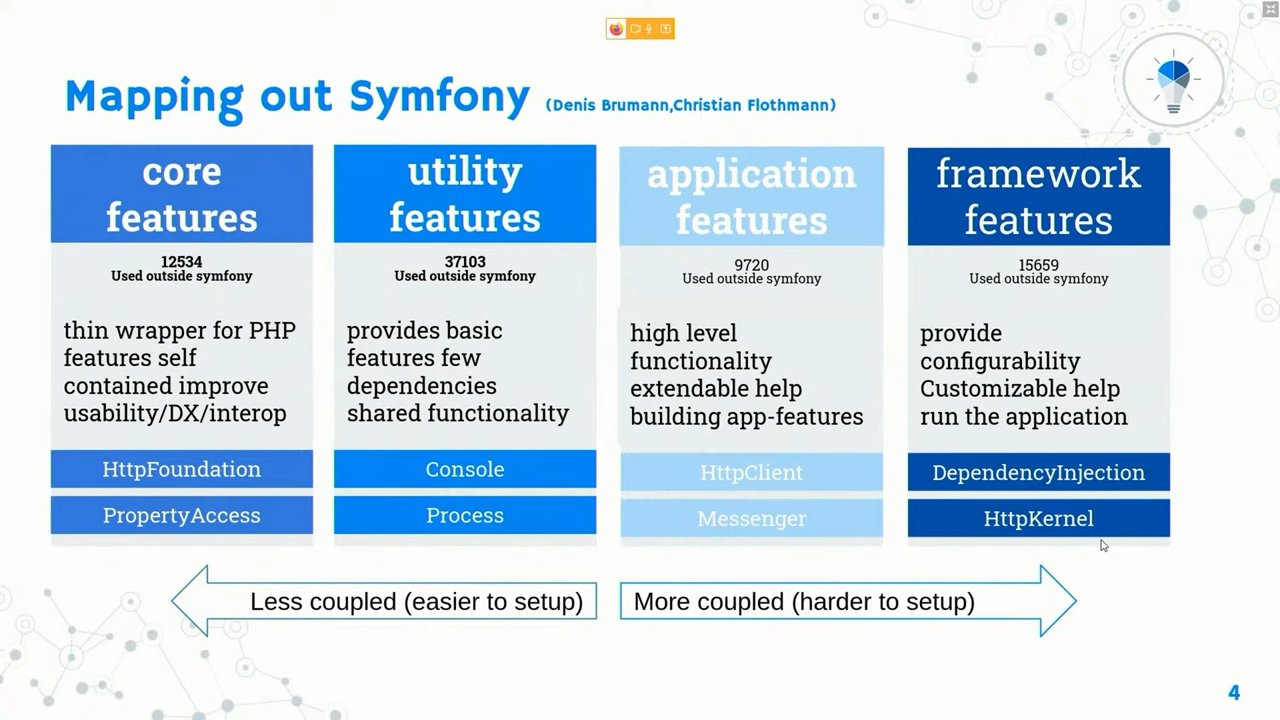 Mapping out Symfony (Denis Brumann,Christian Flothmann)
core
features
12534
Used outside symfony
thin wrapper for PHP
features self
contained improve
usability/DX/interop
HttpFoundation
PropertyAccess
utility
features
37103
Used outside symfony
provides basic
features few
dependencies
shared functionality
Console
Process
application
features
9720
Used outside symfony
high level
functionality
extendable help
building app-features
HttpClient
Messenger
framework
features
15659
Used outside symfony
provide
configurability
Customizable help
run the application
DependencyInjection
HttpKernel
Less coupled (easier to setup)
More coupled (harder to setup)
4